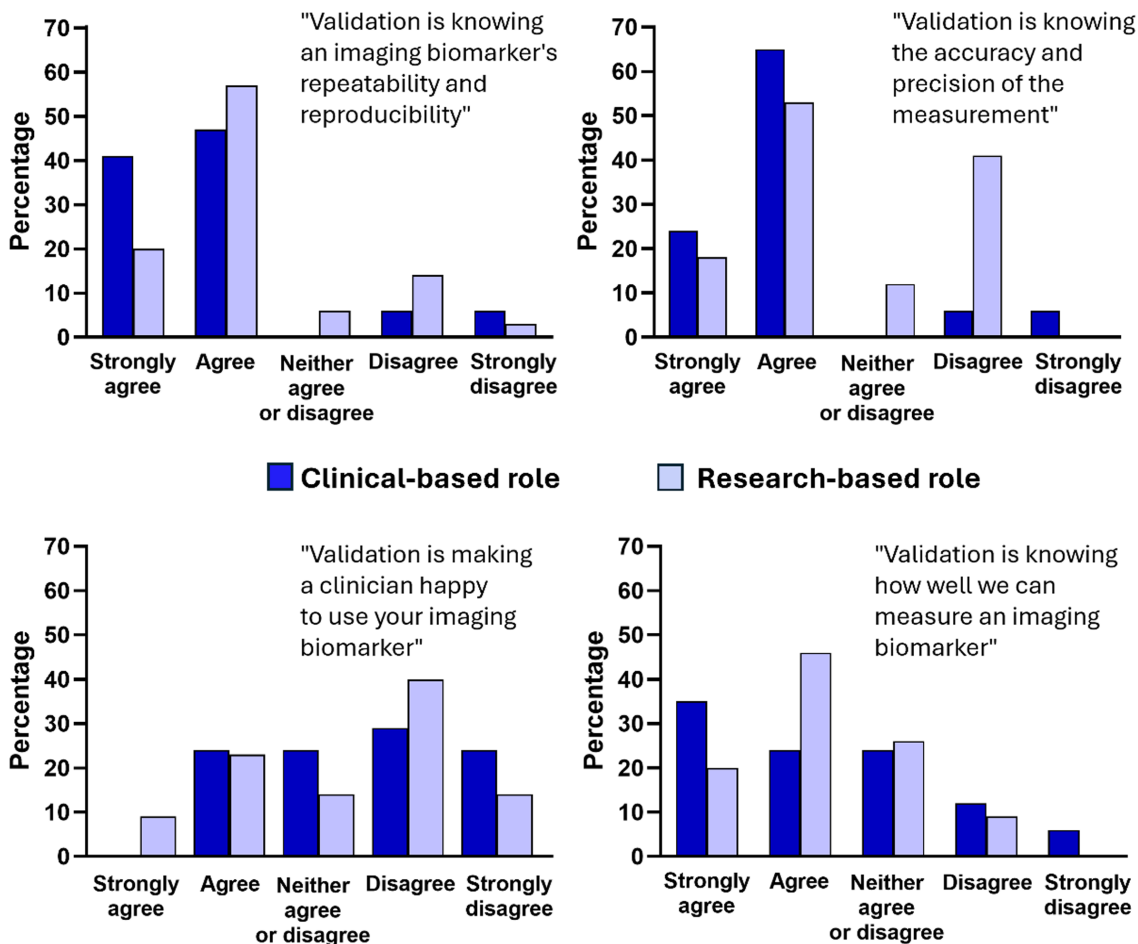 "Validation is knowing
an imaging biomarker's
repeatability and
reproducibility"
Percentage
70
60
50
40
30
20
10
0
Strongly
agree
Agree
Neither
agree
or disagree
Disagree
Strongly
disagree
"Validation is knowing
the accuracy and
precision of the
measurement"
Percentage
70
60
50
40
30
20
10
0
Strongly
agree
Agree
Neither
agree
or disagree
Disagree
Strongly
disagree
Clinical-based role
Research-based role
"Validation is making
a clinician happy
to use your imaging
biomarker"
Percentage
70
60
50
40
30
20
10
0
Strongly
agree
Agree
Neither
agree
or disagree
Disagree
Strongly
disagree
"Validation is knowing
how well we can
measure an imaging
biomarker"
Percentage
70
60
50
40
30
20
10
0
Strongly
agree
Agree
Neither
agree
or disagree
Disagree
Strongly
disagree